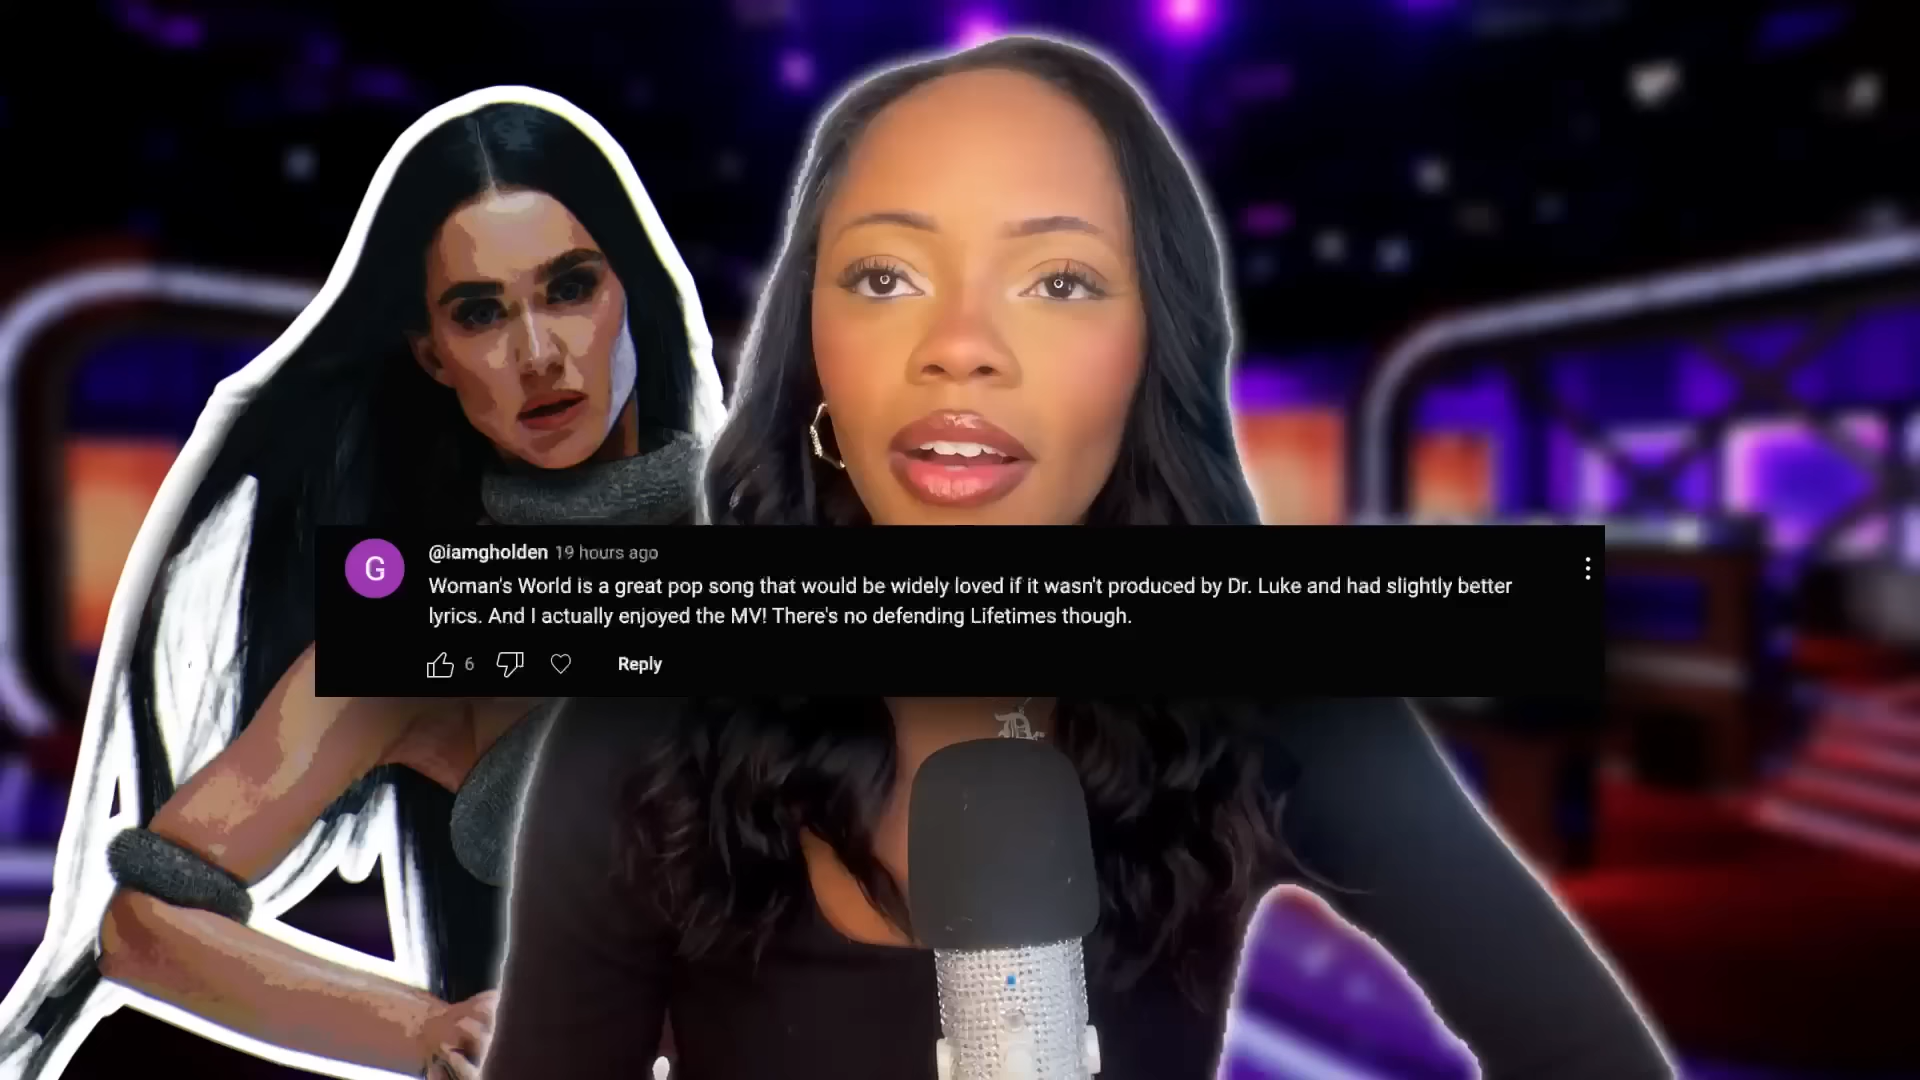 G
@iamgholden 19 hours ago
Woman's World is a great pop song that would be widely loved if it wasn't produced by Dr. Luke and had slightly better
lyrics. And I actually enjoyed the MV! There's no defending Lifetimes though.
6 Reply